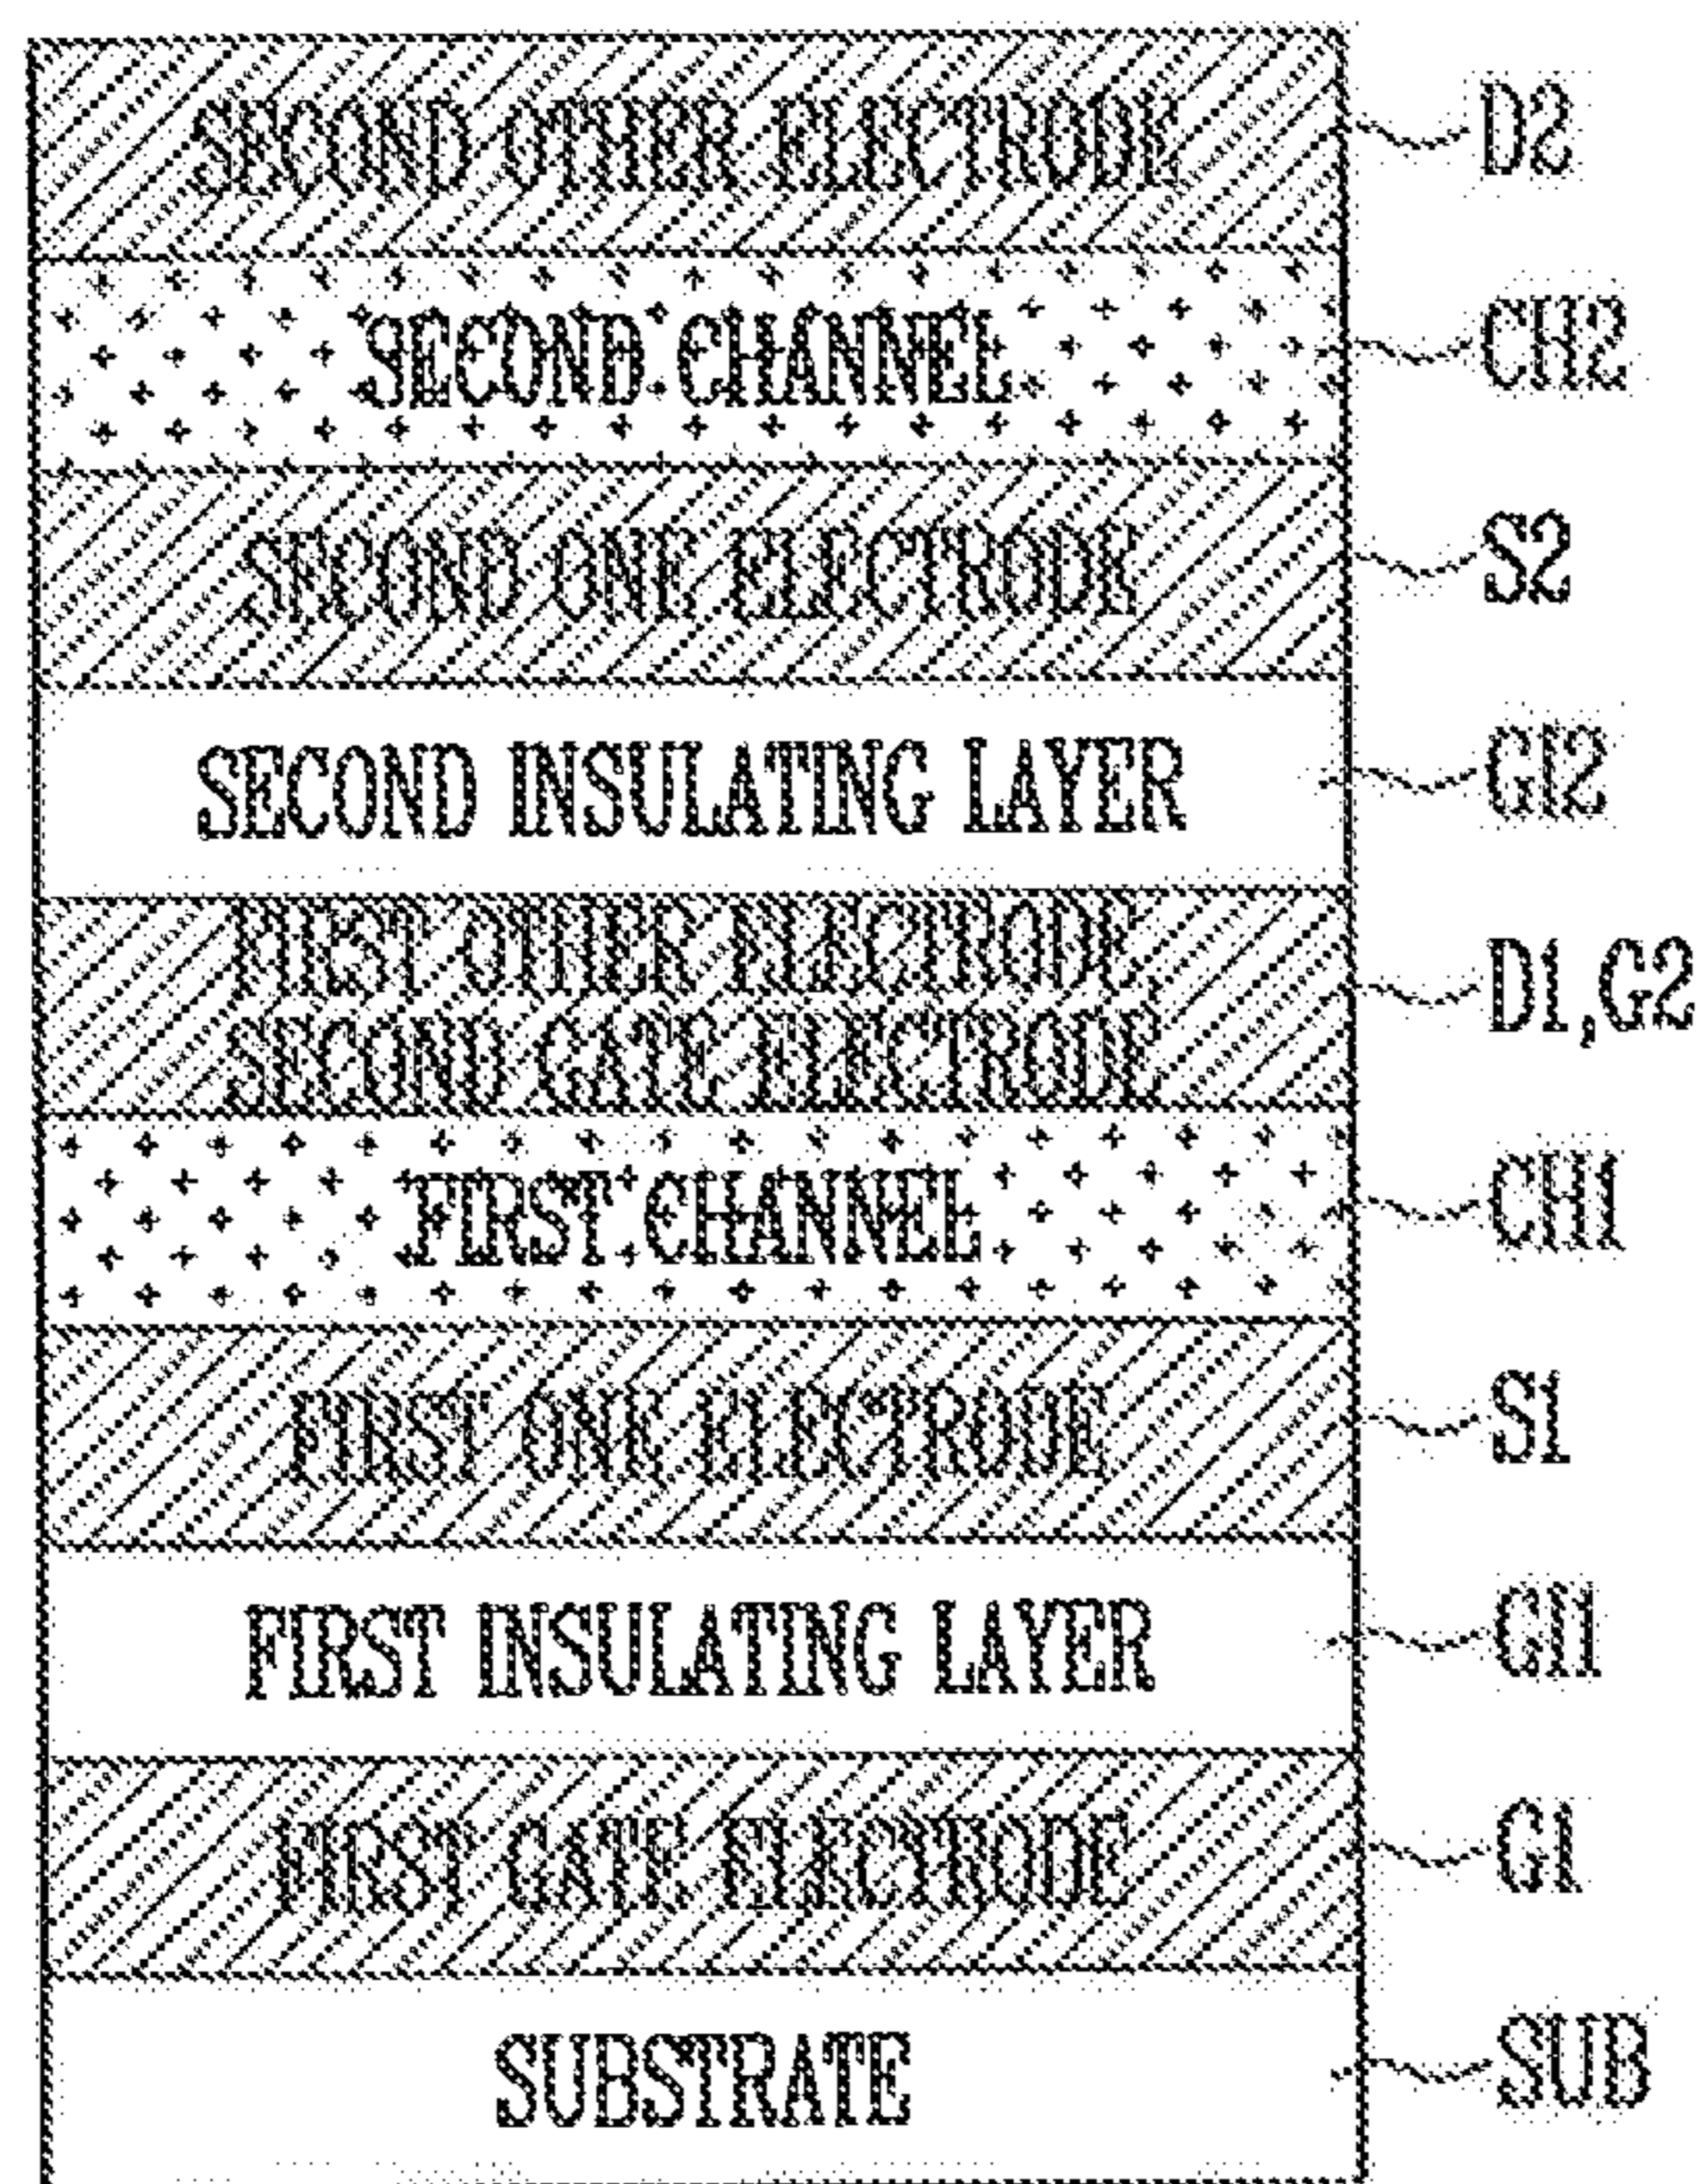 SECOND OTHER ELECTRODE D2
SECOND CHANNEL CH2
SECOND ONE ELECTRODE S2
SECOND INSULATING LAYER GI2
FIRST OTHER ELECTRODE,
SECOND GATE ELECTRODE D1,G2
FIRST CHANNEL CH1
FIRST ONE ELECTRODE S1
FIRST INSULATING LAYER GI1
FIRST GATE ELECTRODE G1
SUBSTRATE SUB